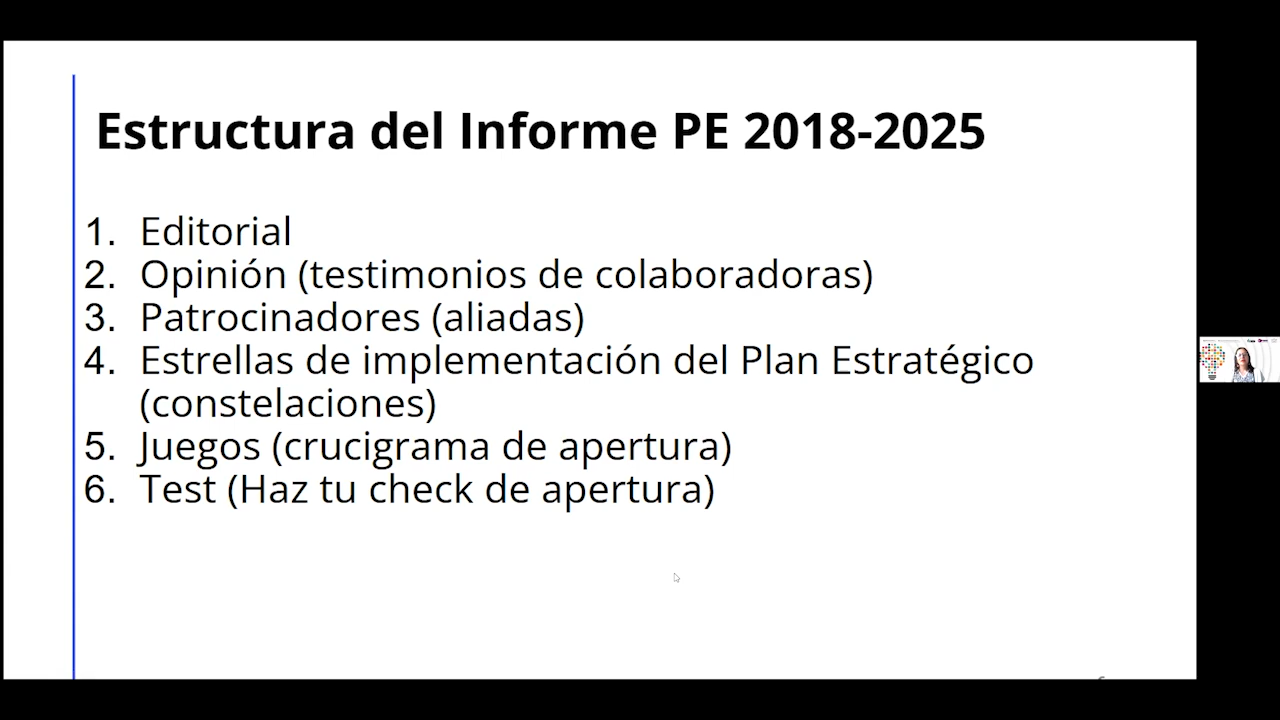 Estructura del Informe PE 2018-2025
1. Editorial
2. Opinión (testimonios de colaboradoras)
3. Patrocinadores (aliadas)
4. Estrellas de implementación del Plan Estratégico
(constelaciones)
5. Juegos (crucigrama de apertura)
6. Test (Haz tu check de apertura)